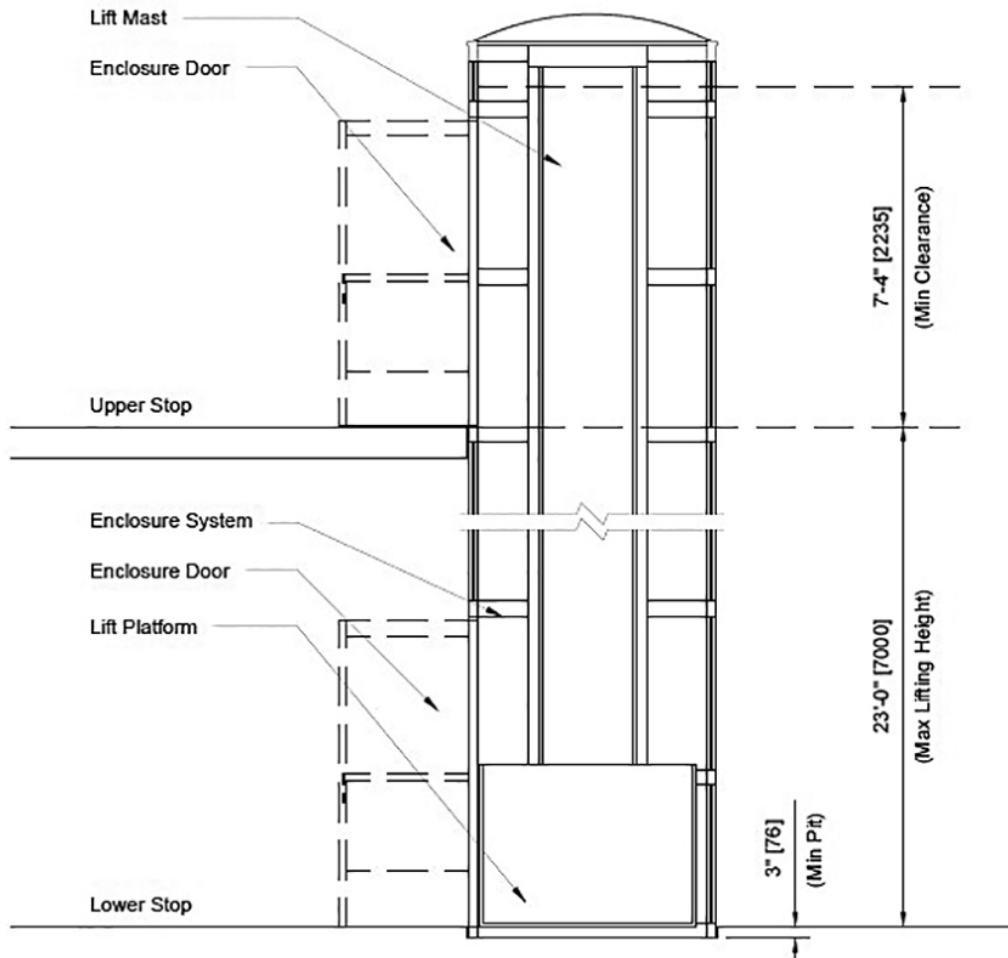 Lift Mast
Enclosure Door
7'-4" [2235]
(Min Clearance)
Upper Stop
Enclosure System
Enclosure Door
Lift Platform
23'-0" [7000]
(Max Lifting Height)
3" [76]
(Min Pit)
Lower Stop